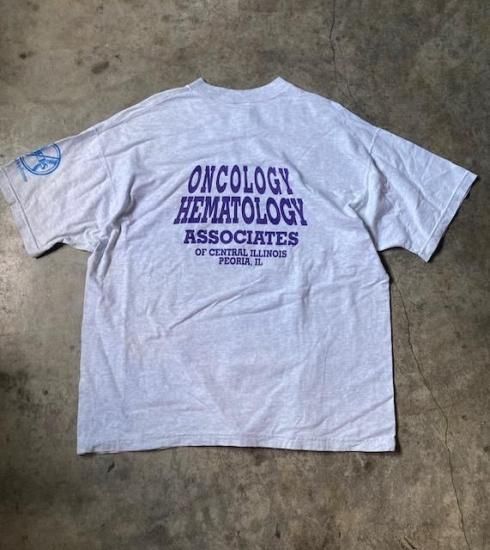 ONCOLOGY
HEMATOLOGY
ASSOCIATES
OF CENTRAL ILLINOIS
PEORIA, IL